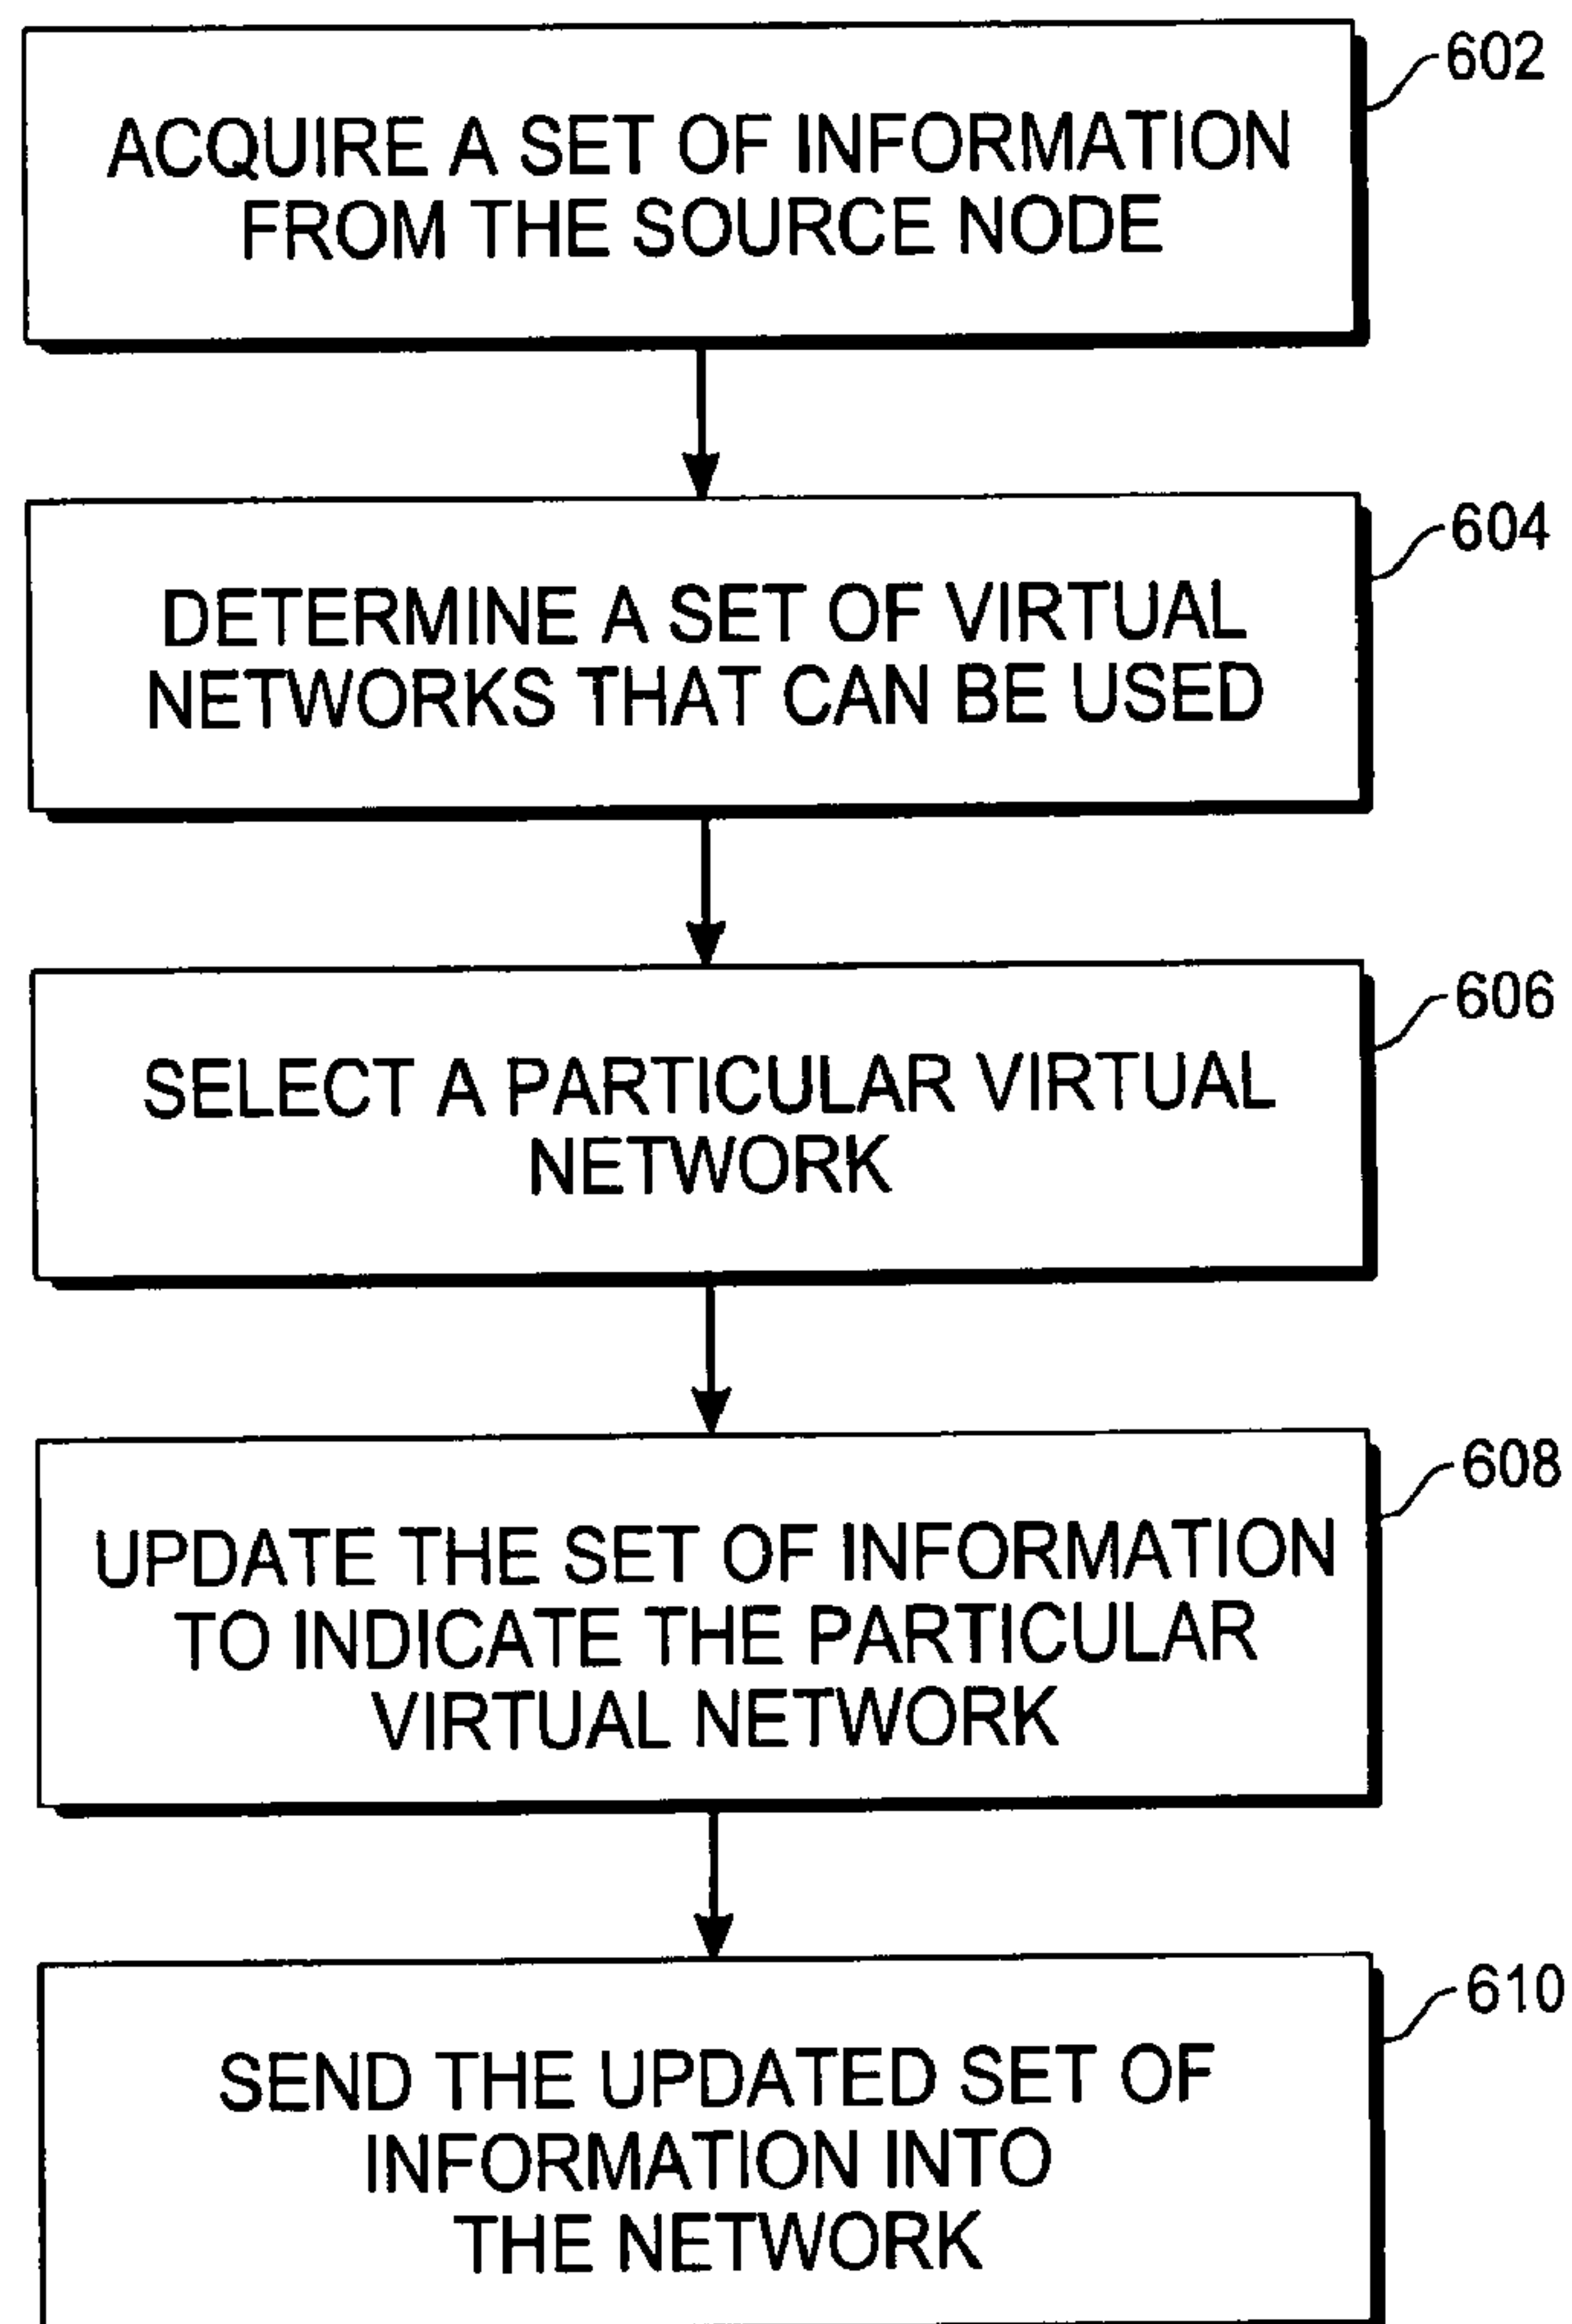 602
ACQUIRE A SET OF INFORMATION
FROM THE SOURCE NODE
604
DETERMINE A SET OF VIRTUAL
NETWORKS THAT CAN BE USED
606
SELECT A PARTICULAR VIRTUAL
NETWORK
608
UPDATE THE SET OF INFORMATION
TO INDICATE THE PARTICULAR
VIRTUAL NETWORK
610
SEND THE UPDATED SET OF
INFORMATION INTO
THE NETWORK